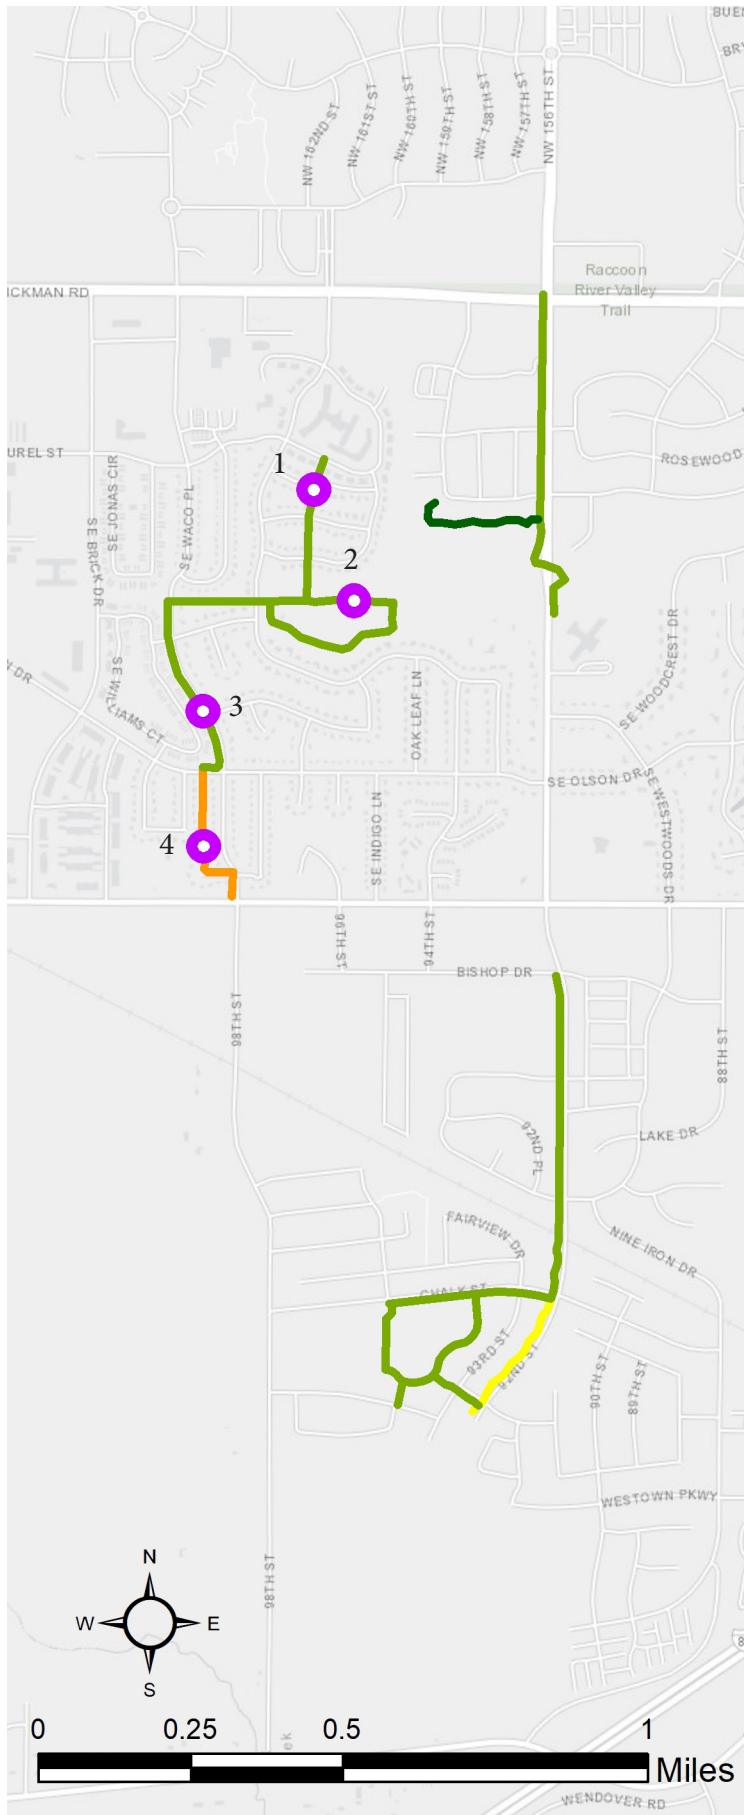 BUEN
BRY
NW 162ND ST
NW 161ST ST
NW 160TH ST
NW 159TH ST
NW 158TH ST
NW 157TH ST
NW 156TH ST
Raccoon
River Valley
Trail
ICKMAN RD
UREL ST
ROSEWOOD
1
SE JONAS CIR
SE WACO PL
SE BRICK DR
2
SE WOODCREST DR
SE WILLIAMS CT
DR
3
OAK LEAF LN
SE OLSON DR
SE WESTWOODS DR
SE INDIGO LN
4
96TH ST
94TH ST
BISHOP DR
98TH ST
88TH ST
92ND PL
LAKE DR
FAIRVIEW DR
NINE IRON DR
CHALK ST
93RD ST
92ND ST
90TH ST
89TH ST
WESTOWN PKWY
98TH ST
N
W E
S
8
ek
0 0.25 0.5 1
Miles
WENDOVER RD